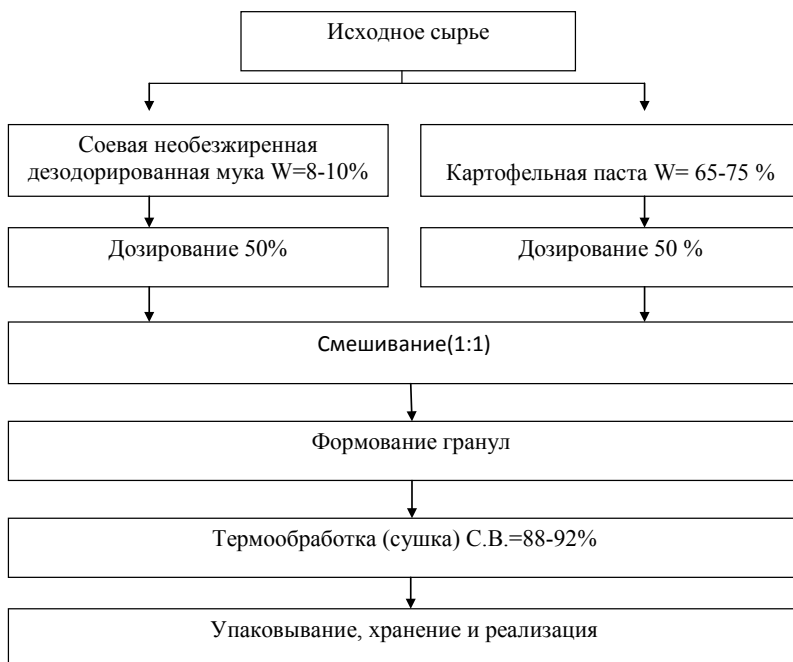 Исходное сырье
Соевая необезжиренная
дезодорированная мука W=8-10%
Картофельная паста W= 65-75 %
Дозирование 50%
Дозирование 50 %
Смешивание(1:1)
Формование гранул
Термообработка (сушка) С.В.=88-92%
Упаковывание, хранение и реализация